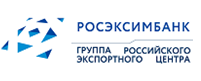 РОСЭКСИМБАНК
ГРУППА РОССИЙСКОГО
ЭКСПОРТНОГО ЦЕНТРА